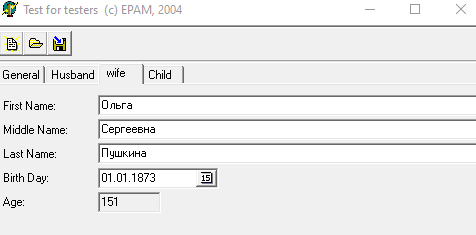 Test for testers (c) EPAM, 2004
General Husband wife Child
First Name: Ольга
Middle Name: Сергеевна
Last Name: Пушкина
Birth Day: 01.01.1873 15
Age: 151